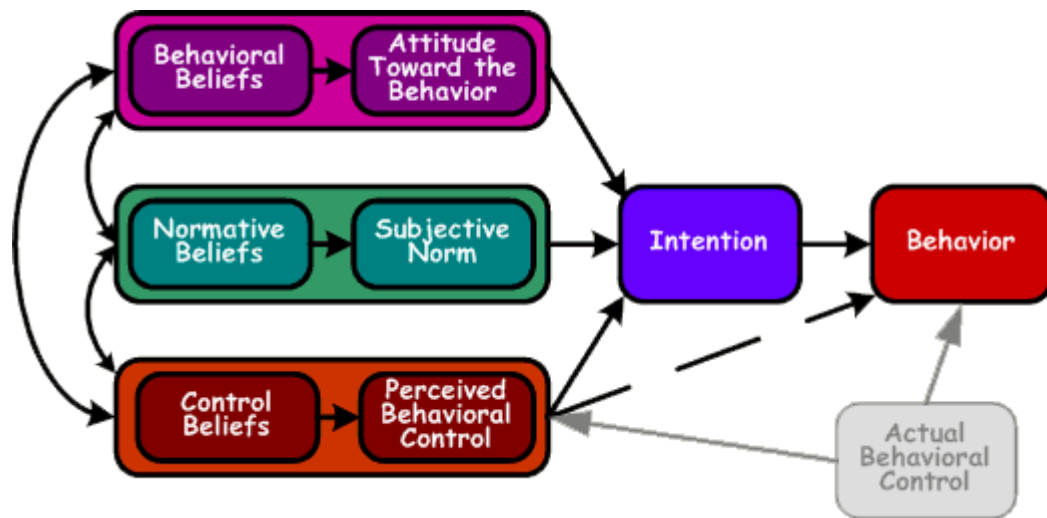 Behavioral
Beliefs
Attitude
Toward the
Behavior
Normative
Beliefs
Subjective
Norm
Intention
Behavior
Control
Beliefs
Perceived
Behavioral
Control
Actual
Behavioral
Control